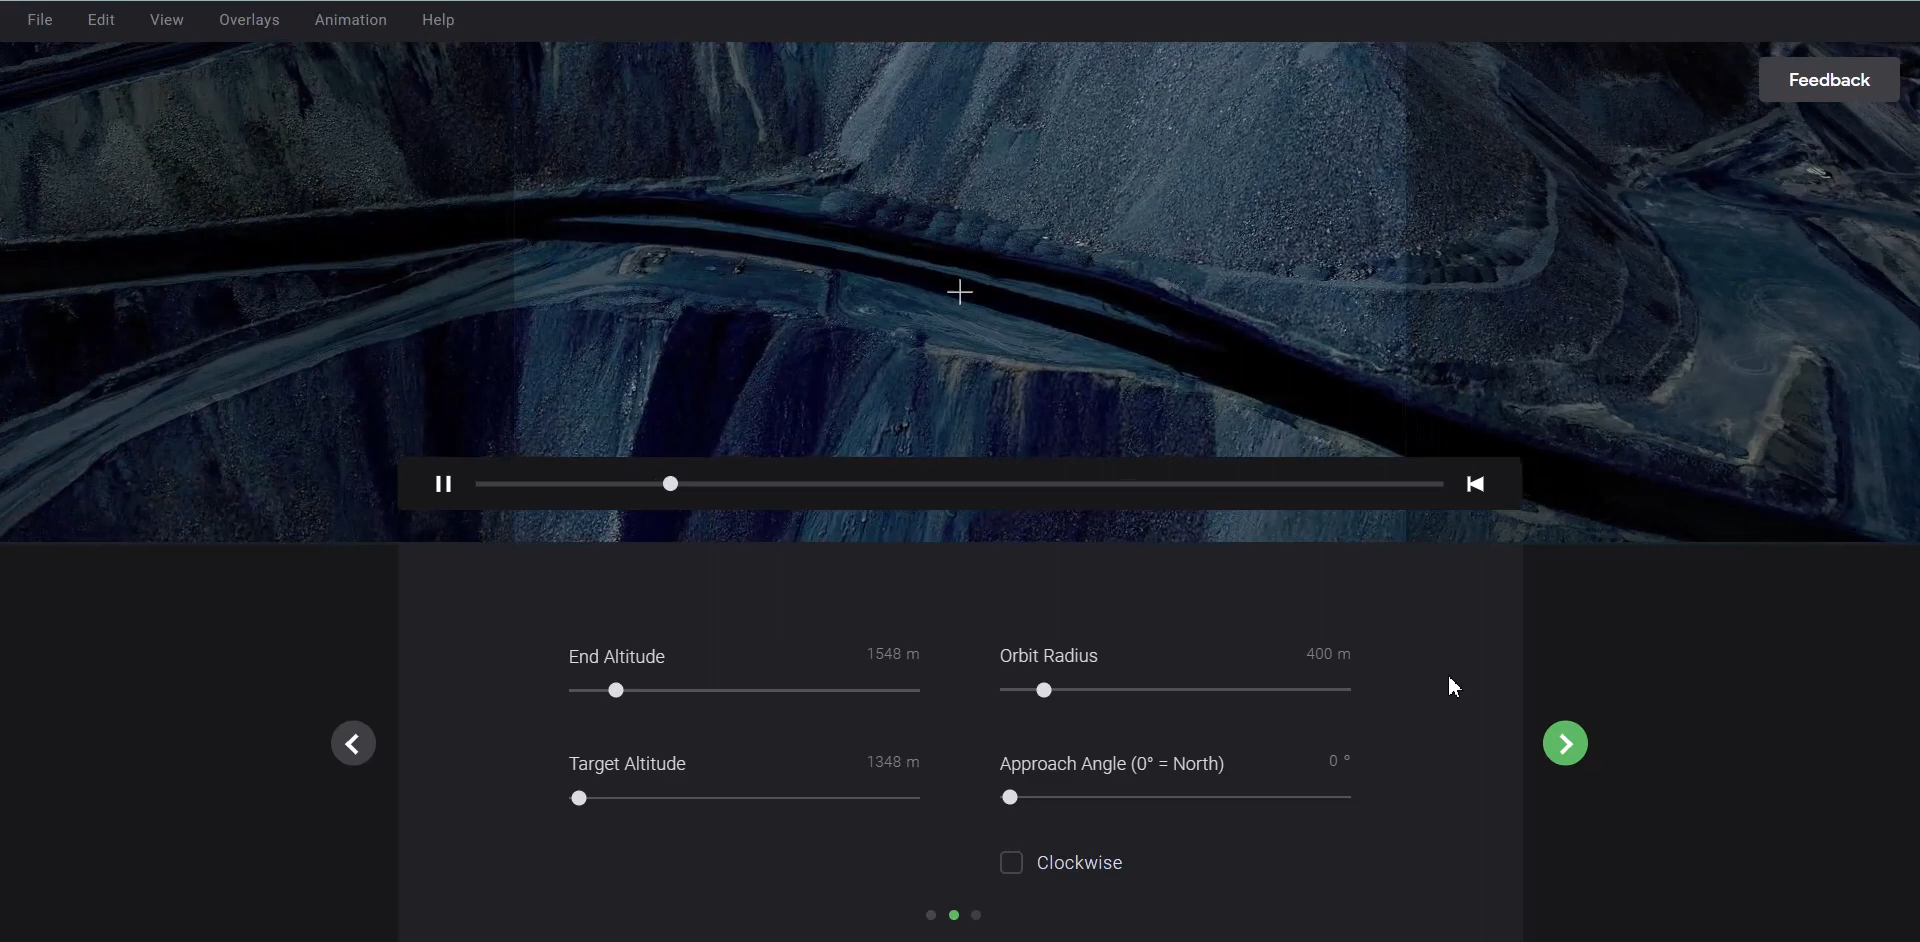 File Edit View Overlays Animation Help
Feedback
End Altitude 1548 m
Orbit Radius 400 m
Target Altitude 1348 m
Approach Angle (0° = North) 0 °
Clockwise